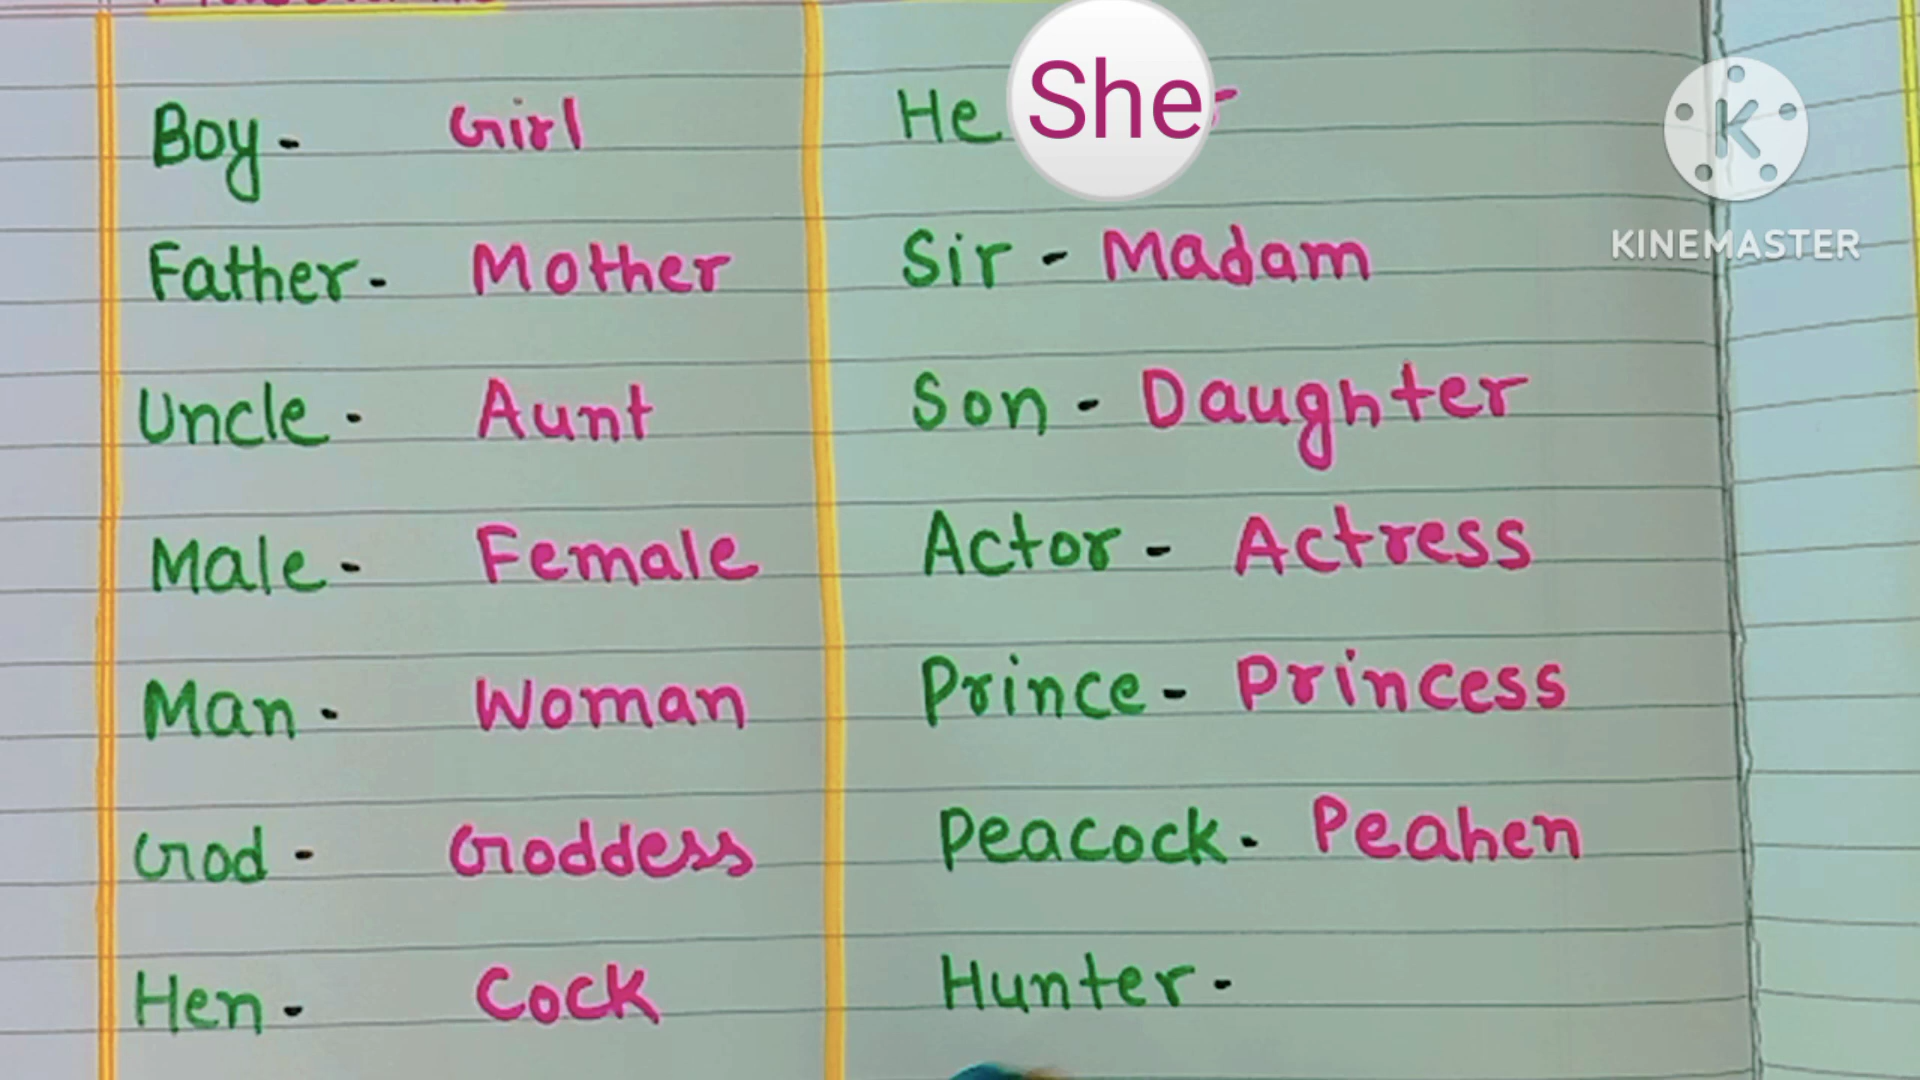 Boy - Girl
Father - Mother
Uncle - Aunt
Male - Female
Man - Woman
God - Goddess
Hen - Cock
He She
Sir - Madam
Son - Daughter
Actor - Actress
Prince - Princess
Peacock - Peahen
Hunter -
KINEMASTER